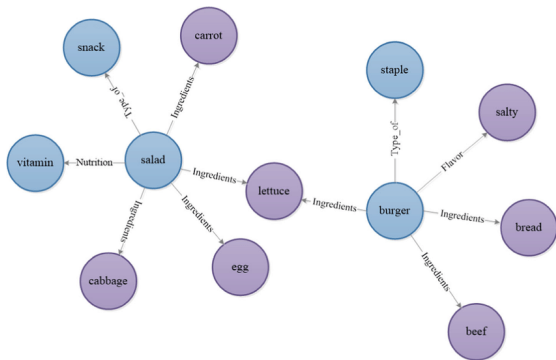 carrot
snack
staple
Ingredients
Type_of
salty
Type_of
Flavor
vitamin
Nutrition
salad
Ingredients
lettuce
Ingredients
burger
Ingredients
bread
Ingredients
Ingredients
cabbage
egg
Ingredients
beef